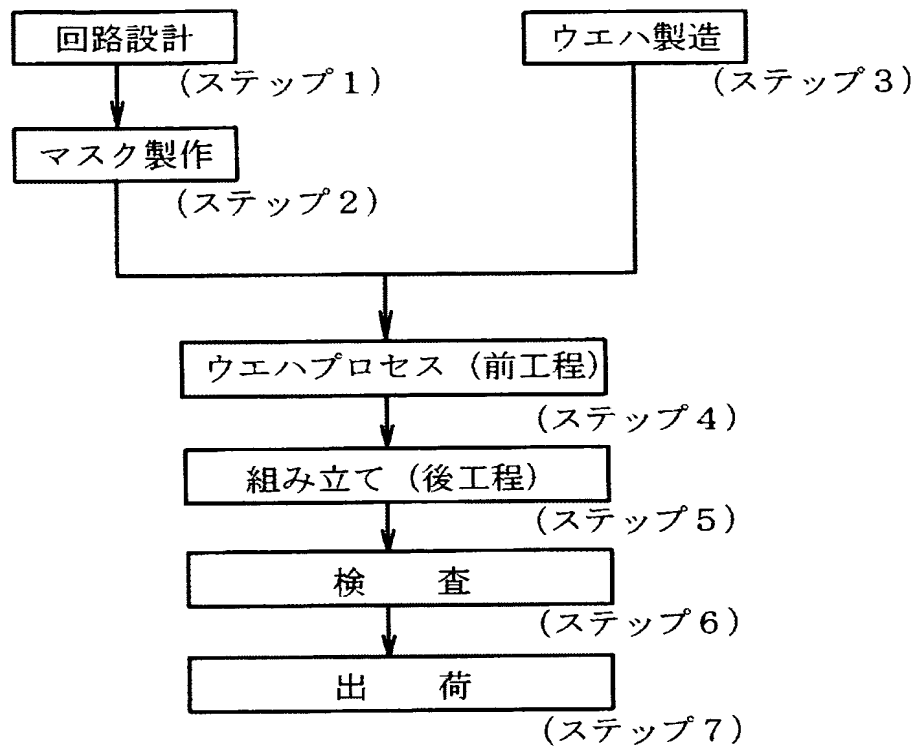 回路設計
(ステップ1)
ウエハ製造
(ステップ3)
マスク製作
(ステップ2)
ウエハプロセス (前工程)
(ステップ4)
組み立て (後工程)
(ステップ5)
検 査
(ステップ6)
出 荷
(ステップ7)